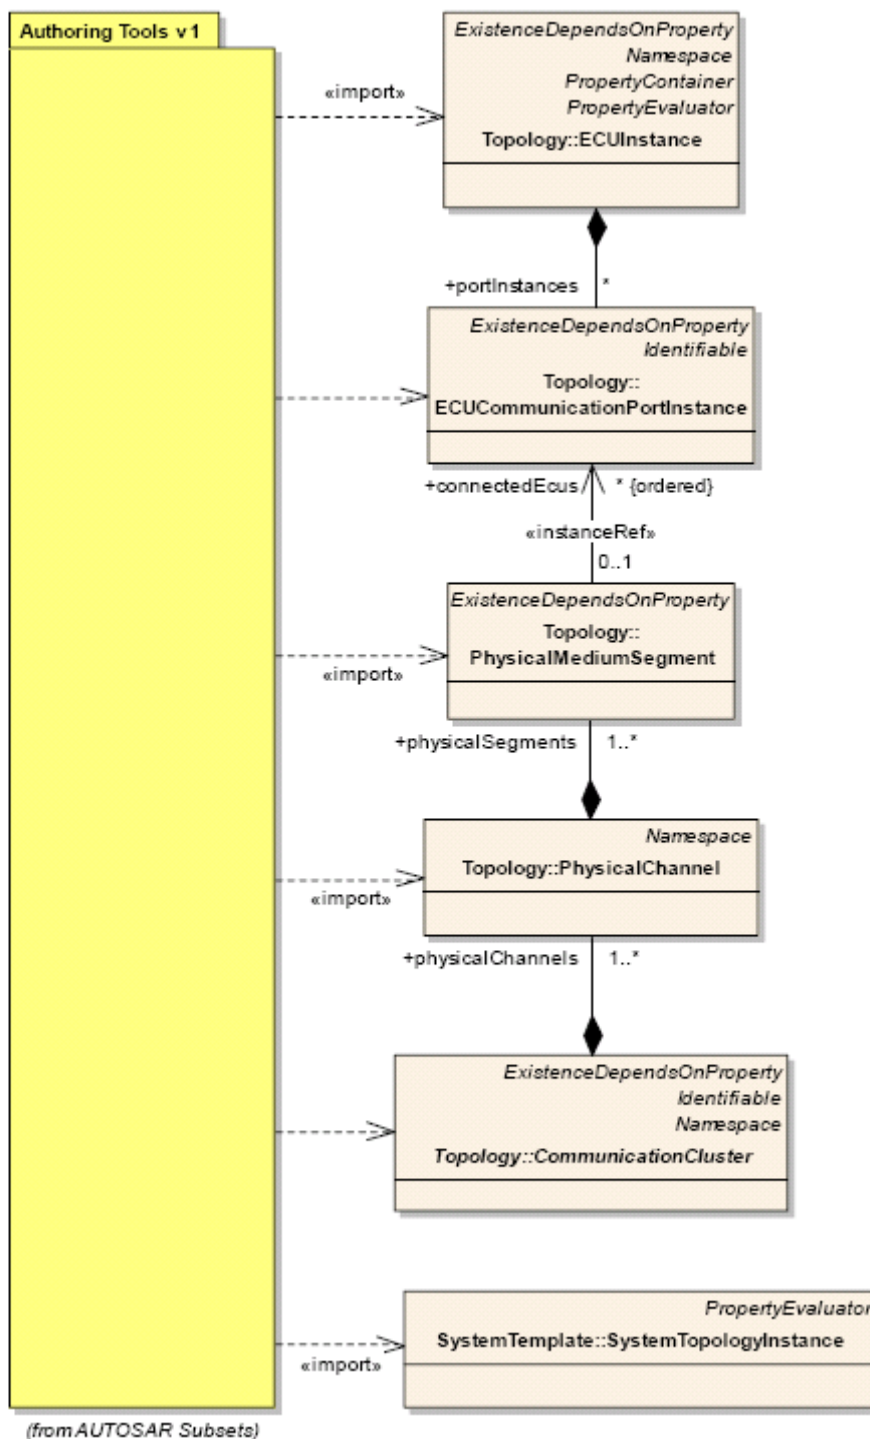 Authoring Tools v 1
ExistenceDependsOnProperty
Namespace
PropertyContainer
PropertyEvaluator
Topology::ECUInstance
«import»
+portInstances *
ExistenceDependsOnProperty
Identifiable
Topology::
ECUCommunicationPortInstance
+connectedEcus * {ordered}
«instanceRef»
0..1
ExistenceDependsOnProperty
Topology::
PhysicalMediumSegment
«import»
+physicalSegments 1..*
Namespace
Topology::PhysicalChannel
«import»
+physicalChannels 1..*
ExistenceDependsOnProperty
Identifiable
Namespace
Topology::CommunicationCluster
PropertyEvaluator
SystemTemplate::SystemTopologyInstance
«import»
(from AUTOSAR Subsets)